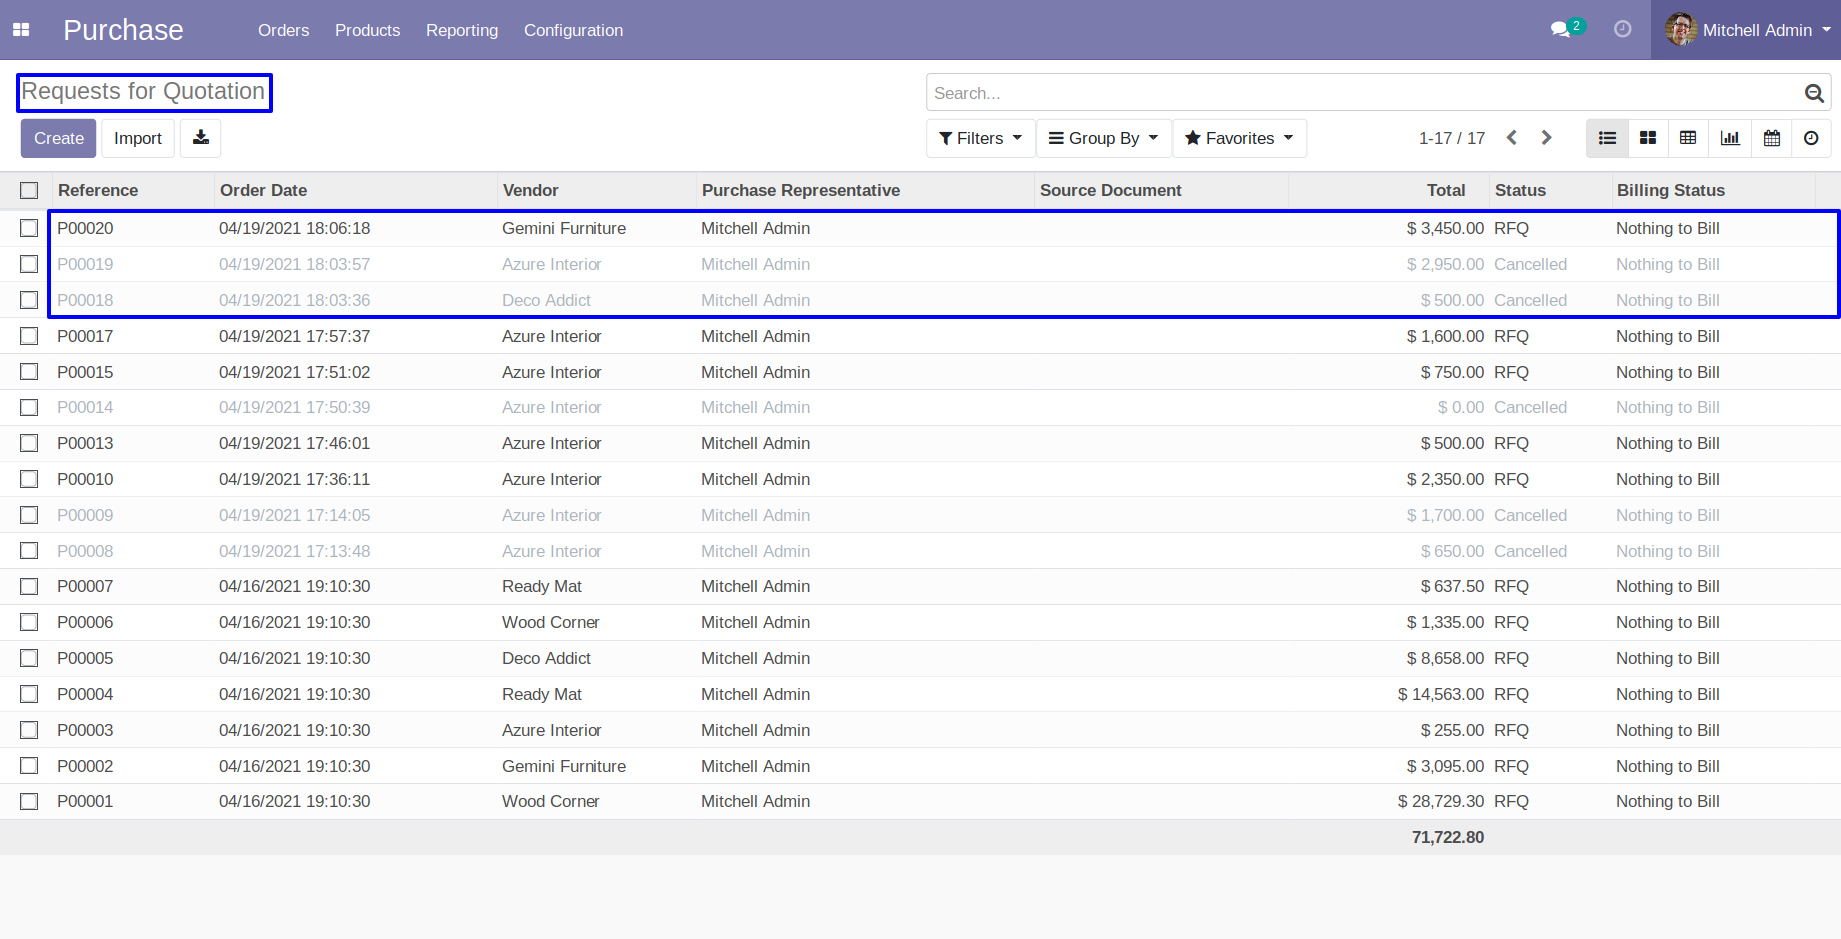 Purchase Orders Products Reporting Configuration 2 Mitchell Admin
Requests for Quotation Search...
Create Import Filters Group By Favorites 1-17 / 17
Reference Order Date Vendor Purchase Representative Source Document Total Status Billing Status
P00020 04/19/2021 18:06:18 Gemini Furniture Mitchell Admin $ 3,450.00 RFQ Nothing to Bill
P00019 04/19/2021 18:03:57 Azure Interior Mitchell Admin $ 2,950.00 Cancelled Nothing to Bill
P00018 04/19/2021 18:03:36 Deco Addict Mitchell Admin $ 500.00 Cancelled Nothing to Bill
P00017 04/19/2021 17:57:37 Azure Interior Mitchell Admin $ 1,600.00 RFQ Nothing to Bill
P00015 04/19/2021 17:51:02 Azure Interior Mitchell Admin $ 750.00 RFQ Nothing to Bill
P00014 04/19/2021 17:50:39 Azure Interior Mitchell Admin $ 0.00 Cancelled Nothing to Bill
P00013 04/19/2021 17:46:01 Azure Interior Mitchell Admin $ 500.00 RFQ Nothing to Bill
P00010 04/19/2021 17:36:11 Azure Interior Mitchell Admin $ 2,350.00 RFQ Nothing to Bill
P00009 04/19/2021 17:14:05 Azure Interior Mitchell Admin $ 1,700.00 Cancelled Nothing to Bill
P00008 04/19/2021 17:13:48 Azure Interior Mitchell Admin $ 650.00 Cancelled Nothing to Bill
P00007 04/16/2021 19:10:30 Ready Mat Mitchell Admin $ 637.50 RFQ Nothing to Bill
P00006 04/16/2021 19:10:30 Wood Corner Mitchell Admin $ 1,335.00 RFQ Nothing to Bill
P00005 04/16/2021 19:10:30 Deco Addict Mitchell Admin $ 8,658.00 RFQ Nothing to Bill
P00004 04/16/2021 19:10:30 Ready Mat Mitchell Admin $ 14,563.00 RFQ Nothing to Bill
P00003 04/16/2021 19:10:30 Azure Interior Mitchell Admin $ 255.00 RFQ Nothing to Bill
P00002 04/16/2021 19:10:30 Gemini Furniture Mitchell Admin $ 3,095.00 RFQ Nothing to Bill
P00001 04/16/2021 19:10:30 Wood Corner Mitchell Admin $ 28,729.30 RFQ Nothing to Bill
71,722.80